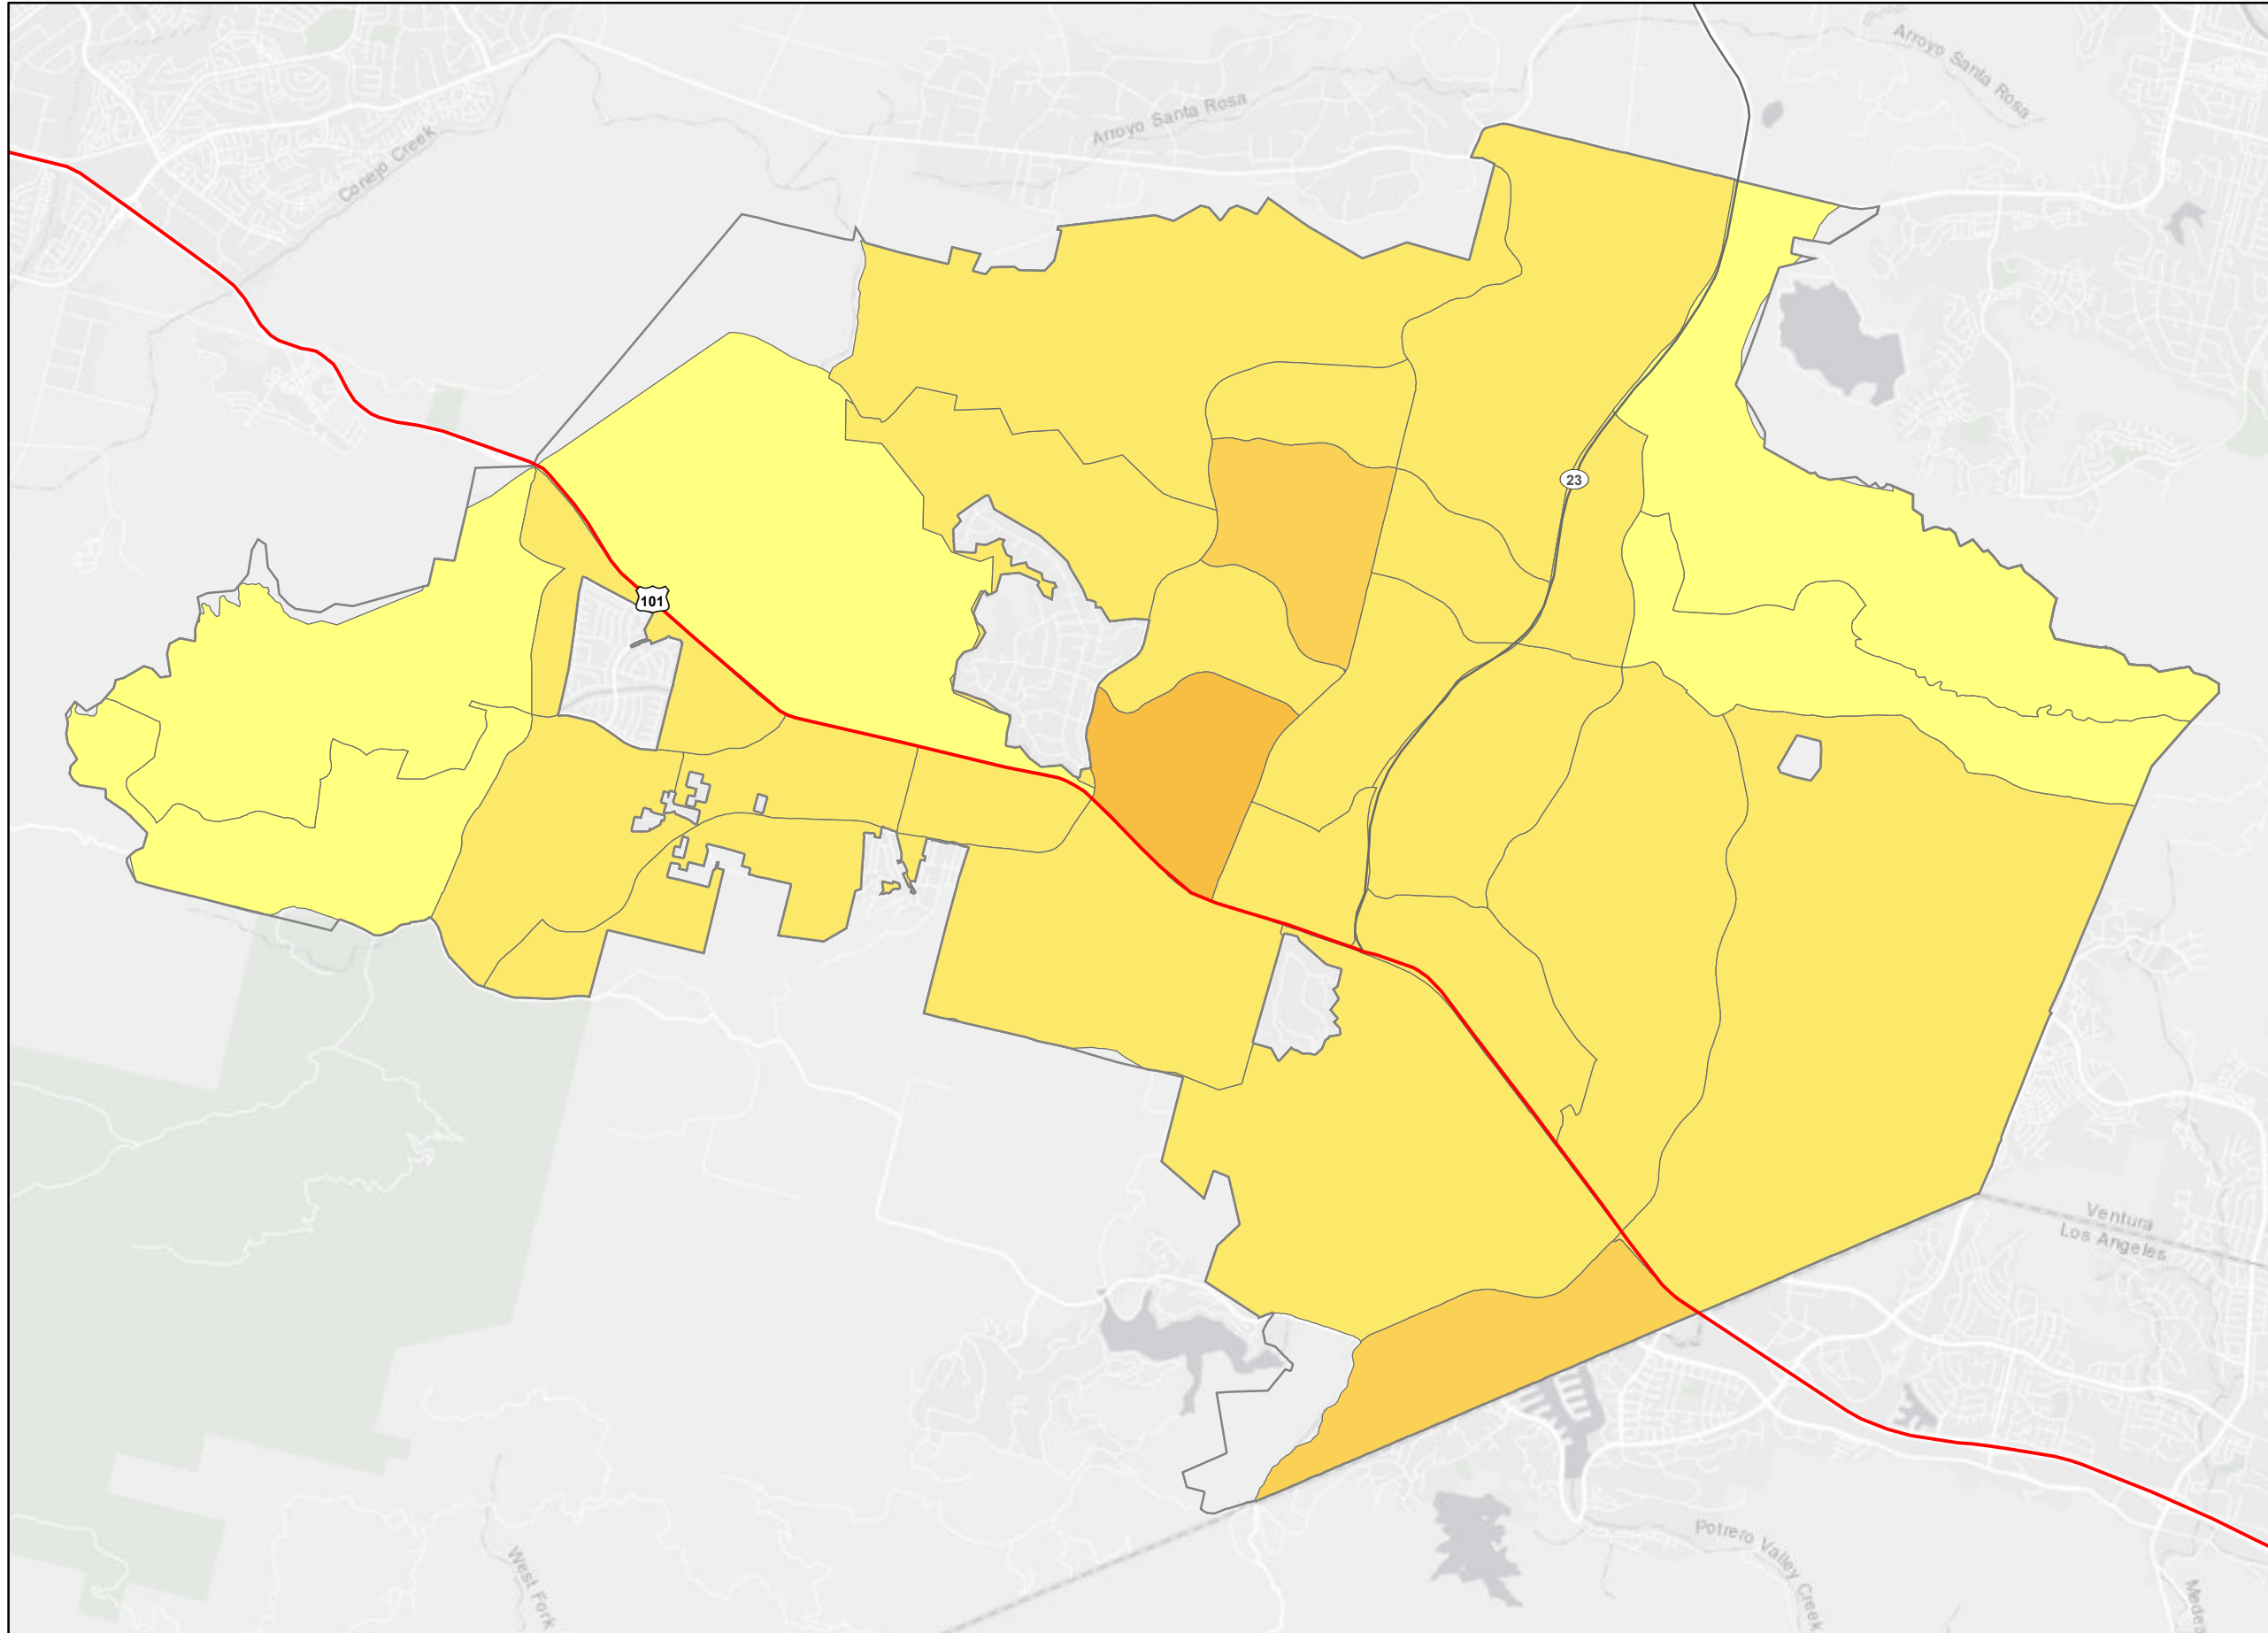 Arroyo Santa Rosa
Arroyo Santa Rosa
Conejo Creek
23
101
Ventura
Los Angeles
Potrero Valley Creek
West Fork